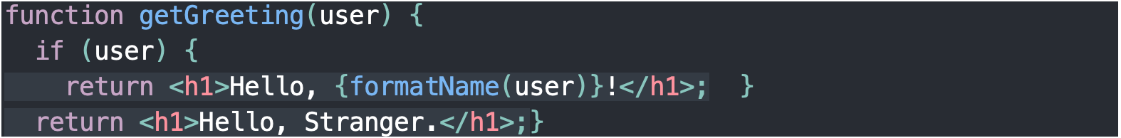 function getGreeting(user) {
  if (user) {
    return <h1>Hello, {formatName(user)}!</h1>;  }
  return <h1>Hello, Stranger.</h1>;}